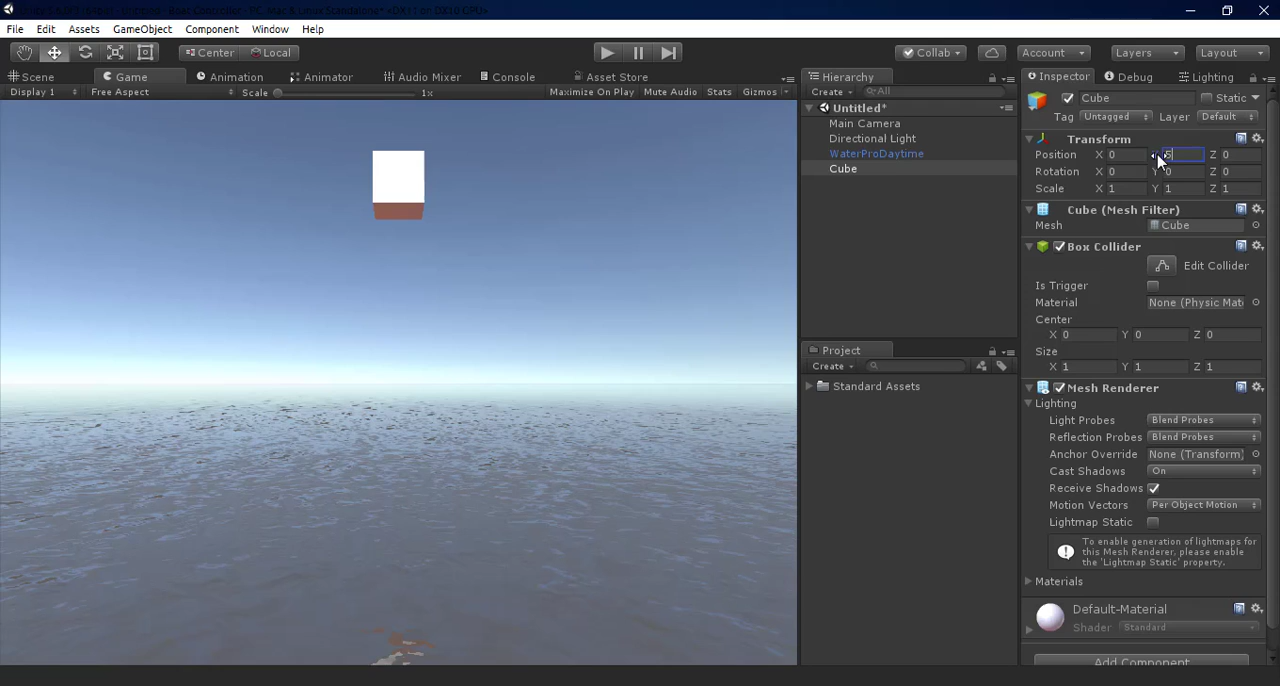 File Edit Assets GameObject Component Window Help
Center Local Collab Account Layers Layout
Scene Game Animation Animator Audio Mixer Console Asset Store
Display 1 Free Aspect Scale 1x Maximize On Play Mute Audio Stats Gizmos
Hierarchy
Create All
Untitled*
Main Camera
Directional Light
WaterProDaytime
Cube
Project
Create
Standard Assets
Inspector Debug Lighting
Cube Static
Tag Untagged Layer Default
Transform
Position X 0 Y 5 Z 0
Rotation X 0 Y 0 Z 0
Scale X 1 Y 1 Z 1
Cube (Mesh Filter)
Mesh Cube
Box Collider
Edit Collider
Is Trigger
Material None (Physic Mat
Center
X 0 Y 0 Z 0
Size
X 1 Y 1 Z 1
Mesh Renderer
Lighting
Light Probes Blend Probes
Reflection Probes Blend Probes
Anchor Override None (Transform)
Cast Shadows On
Receive Shadows
Motion Vectors Per Object Motion
Lightmap Static
To enable generation of lightmaps for
this Mesh Renderer, please enable
the 'Lightmap Static' property.
Materials
Default-Material
Shader Standard
Add Component